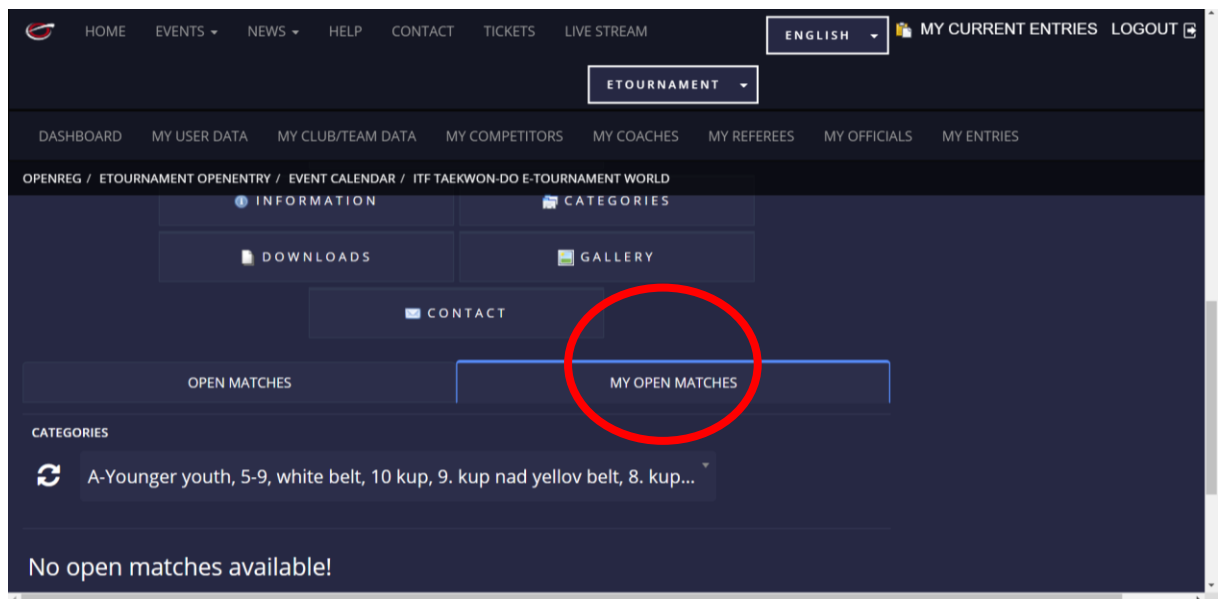 HOME EVENTS NEWS HELP CONTACT TICKETS LIVE STREAM ENGLISH MY CURRENT ENTRIES LOGOUT
ETOURNAMENT
DASHBOARD MY USER DATA MY CLUB/TEAM DATA MY COMPETITORS MY COACHES MY REFEREES MY OFFICIALS MY ENTRIES
OPENREG / ETOURNAMENT OPENENTRY / EVENT CALENDAR / ITF TAEKWON-DO E-TOURNAMENT WORLD
INFORMATION CATEGORIES
DOWNLOADS GALLERY
CONTACT
OPEN MATCHES MY OPEN MATCHES
CATEGORIES
A-Younger youth, 5-9, white belt, 10 kup, 9. kup nad yellov belt, 8. kup...
No open matches available!